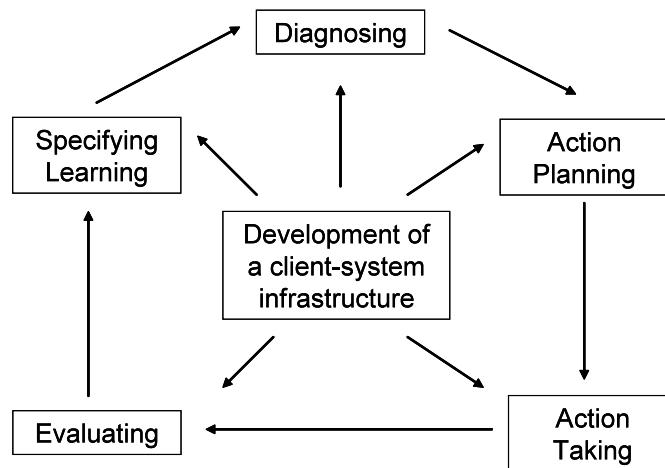 Diagnosing
Specifying
Learning
Action
Planning
Development of
a client-system
infrastructure
Evaluating
Action
Taking